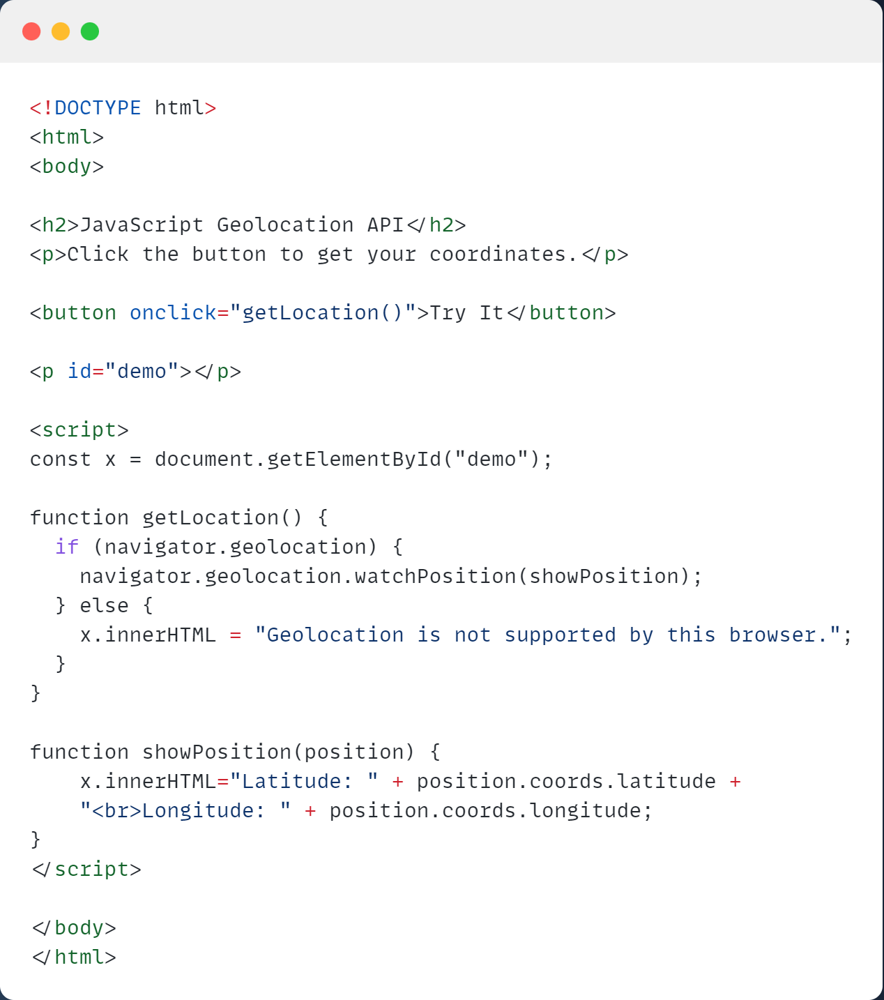 <!DOCTYPE html>
<html>
<body>
<h2>JavaScript Geolocation API</h2>
<p>Click the button to get your coordinates.</p>
<button onclick="getLocation()">Try It</button>
<p id="demo"></p>
<script>
const x = document.getElementById("demo");
function getLocation() {
  if (navigator.geolocation) {
    navigator.geolocation.watchPosition(showPosition);
  } else {
    x.innerHTML = "Geolocation is not supported by this browser.";
  }
}
function showPosition(position) {
    x.innerHTML="Latitude: " + position.coords.latitude +
    "<br>Longitude: " + position.coords.longitude;
}
</script>
</body>
</html>